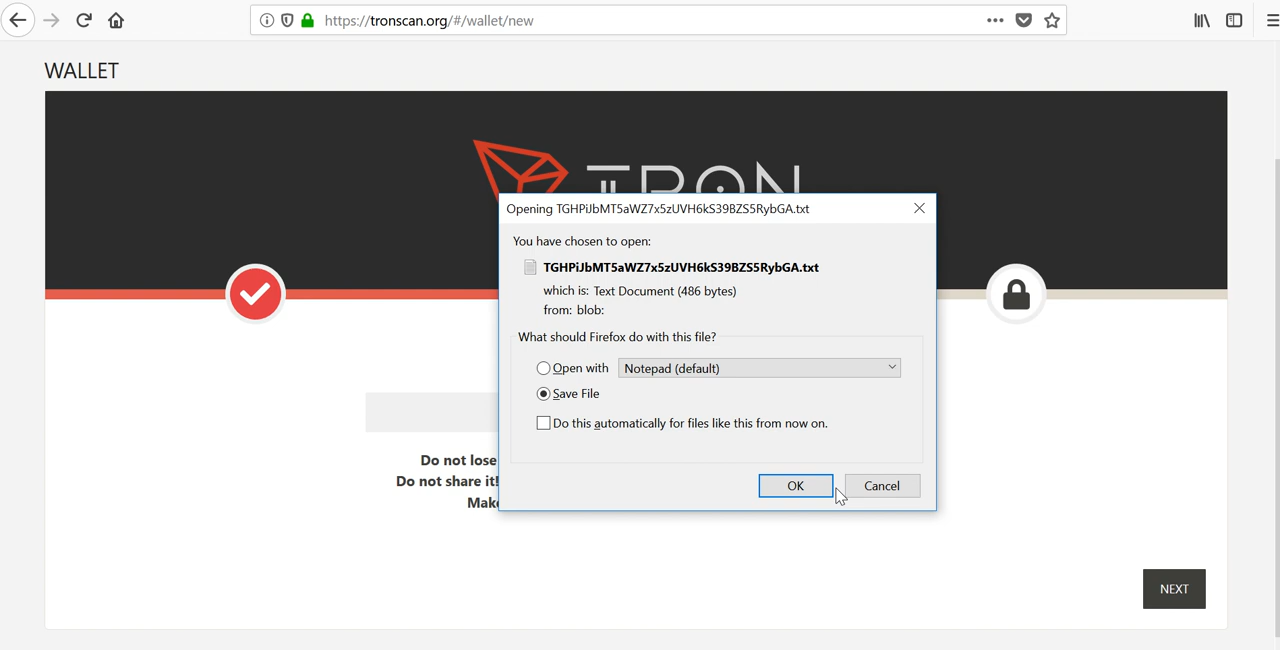 https://tronscan.org/#/wallet/new
WALLET
TRON
Opening TGHPiJbMT5aWZ7x5zUVH6kS39BZS5RybGA.txt
You have chosen to open:
TGHPiJbMT5aWZ7x5zUVH6kS39BZS5RybGA.txt
which is: Text Document (486 bytes)
from: blob:
What should Firefox do with this file?
Open with Notepad (default)
Save File
Do this automatically for files like this from now on.
Do not lose
Do not share it!
Make
OK Cancel
NEXT